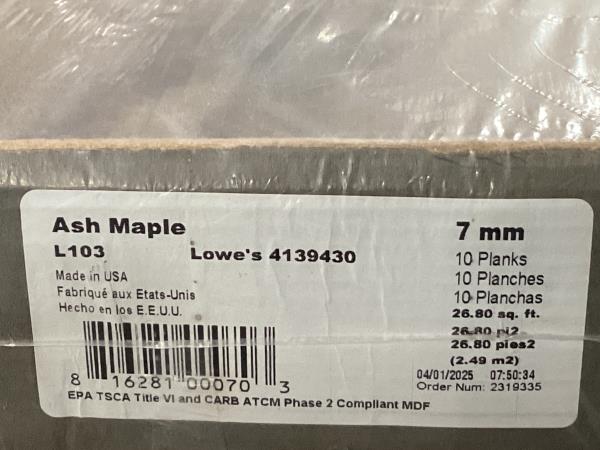 Ash Maple
7 mm
L103 Lowe's 4139430
10 Planks
Made in USA
10 Planches
Fabriqué aux Etats-Unis
10 Planchas
Hecho en los E.E.U.U.
26.80 sq. ft.
26.80 pi2
26.80 pies2
(2.49 m2)
8 16281 00070 3
04/01/2025 07:50:34
Order Num: 2319335
EPA TSCA Title VI and CARB ATCM Phase 2 Compliant MDF